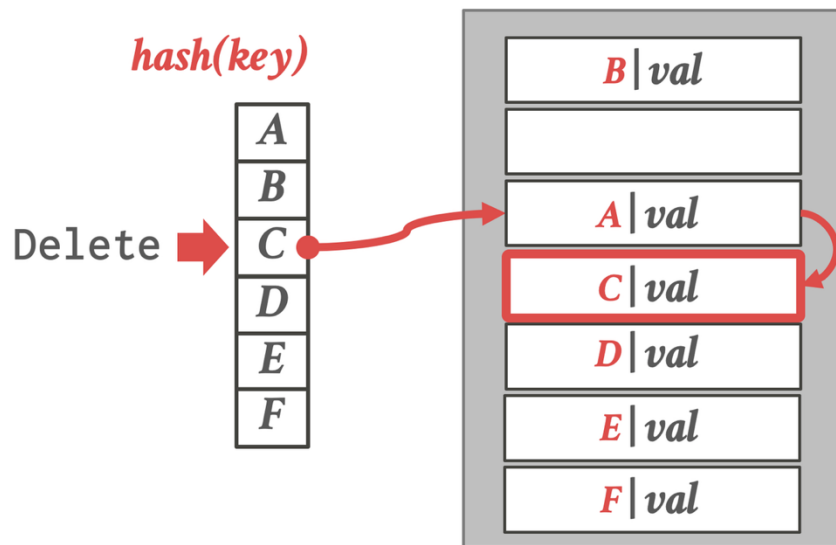 hash(key)
A
B
C
D
E
F
Delete
B|val
A|val
C|val
D|val
E|val
F|val